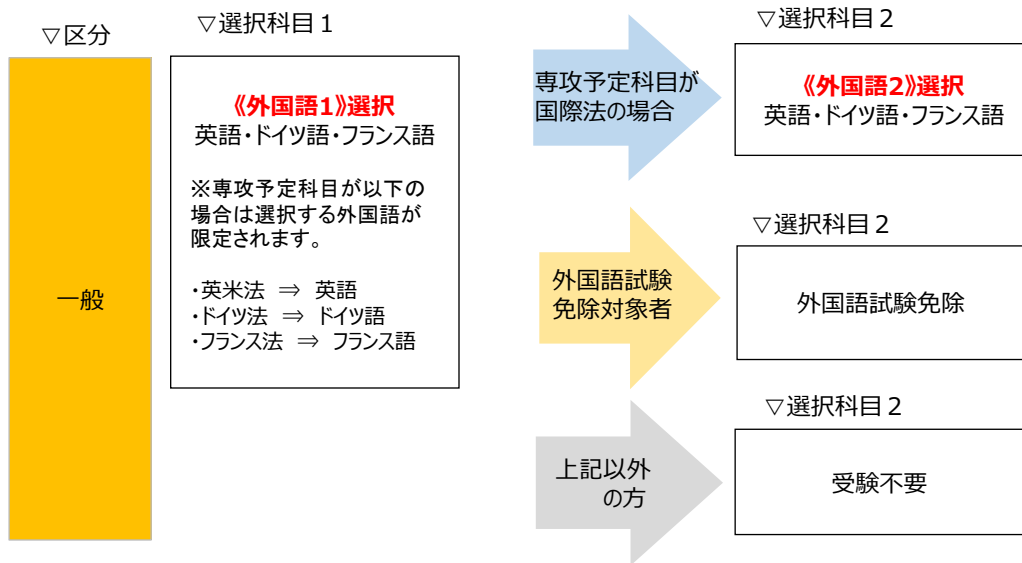 ▽区分
一般
▽選択科目1
《外国語1》選択
英語・ドイツ語・フランス語
※専攻予定科目が以下の
場合は選択する外国語が
限定されます。
・英米法 ⇒ 英語
・ドイツ法 ⇒ ドイツ語
・フランス法 ⇒ フランス語
専攻予定科目が
国際法の場合
▽選択科目2
《外国語2》選択
英語・ドイツ語・フランス語
外国語試験
免除対象者
▽選択科目2
外国語試験免除
上記以外
の方
▽選択科目2
受験不要